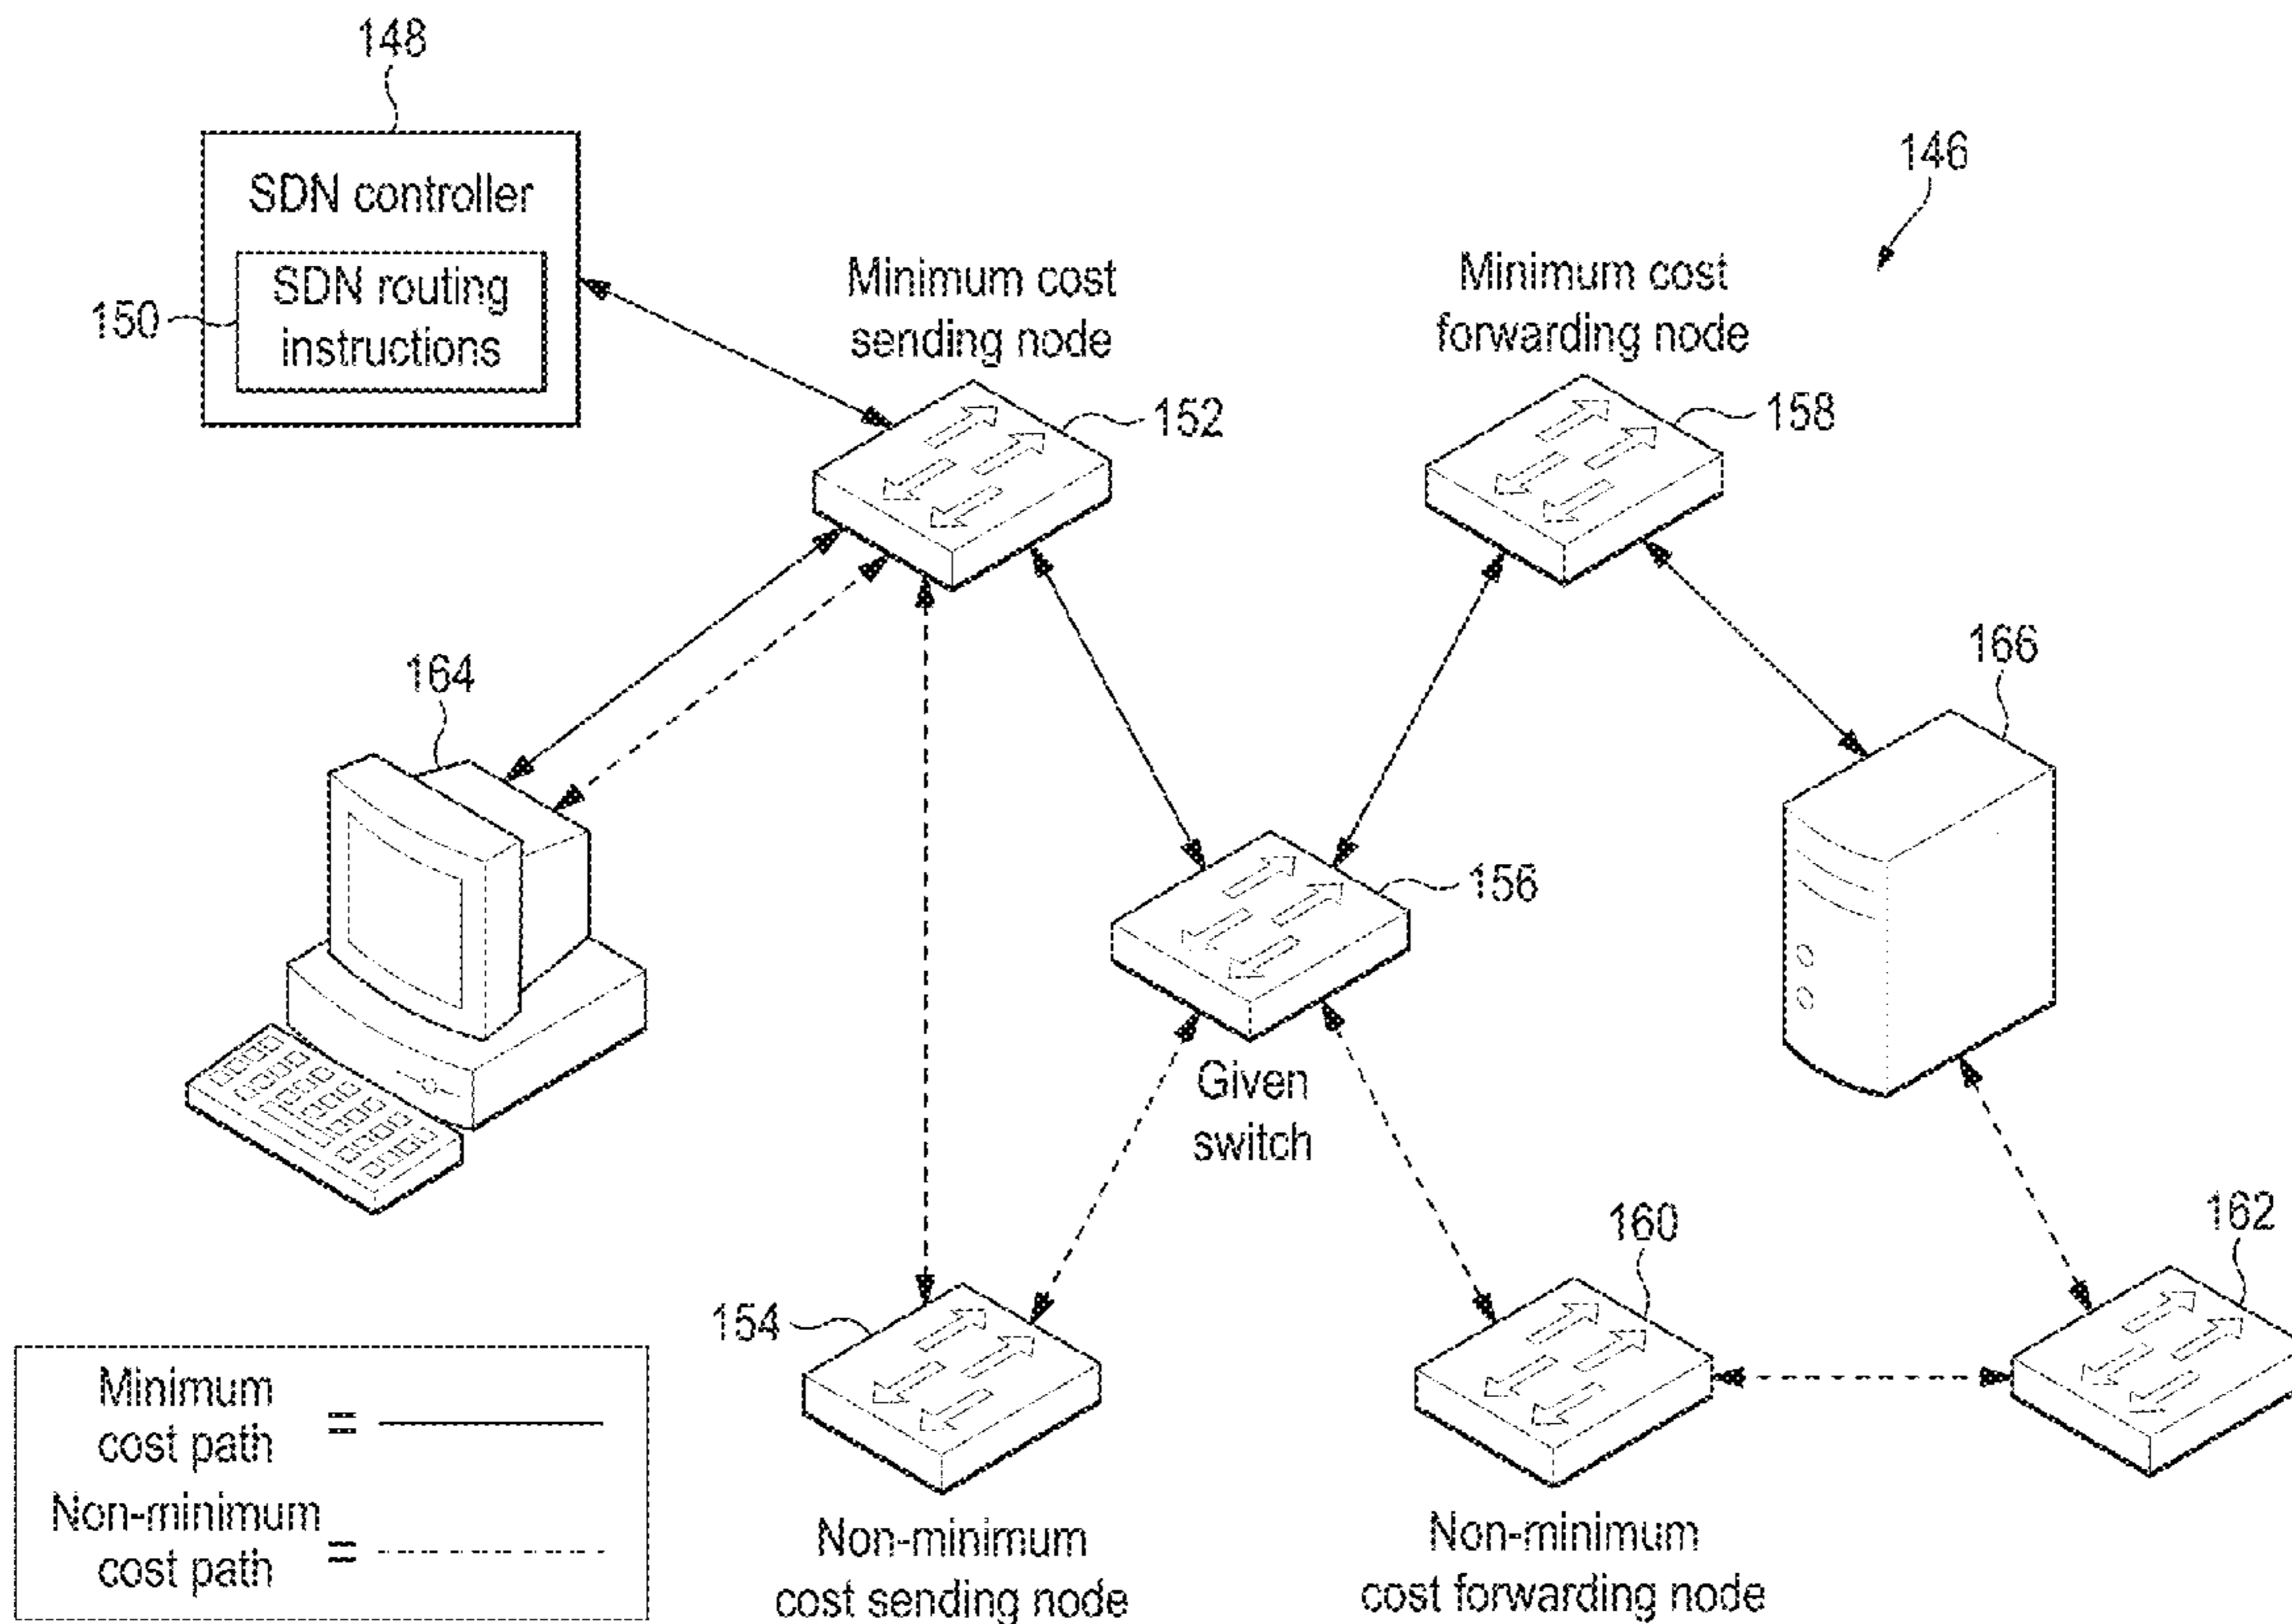 148
SDN controller
SDN routing
instructions
150
146
Minimum cost
sending node
Minimum cost
forwarding node
152
158
164
166
156
Given
switch
160
162
154
Minimum
cost path
=
Non-minimum
cost path
=
Non-minimum
cost sending node
Non-minimum
cost forwarding node